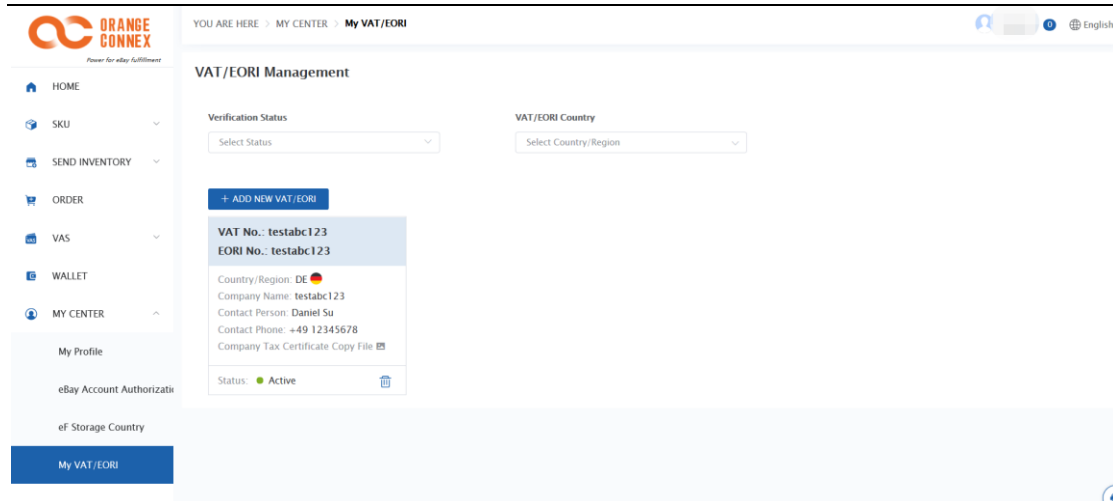 ORANGE
CONNEX
Power for eBay fulfillment
YOU ARE HERE > MY CENTER > My VAT/EORI
0
English
HOME
SKU
SEND INVENTORY
ORDER
VAS
WALLET
MY CENTER
My Profile
eBay Account Authorizatio
eF Storage Country
My VAT/EORI
VAT/EORI Management
Verification Status
VAT/EORI Country
Select Status
Select Country/Region
+ ADD NEW VAT/EORI
VAT No.: testabc123
EORI No.: testabc123
Country/Region: DE
Company Name: testabc123
Contact Person: Daniel Su
Contact Phone: +49 12345678
Company Tax Certificate Copy File
Status: Active